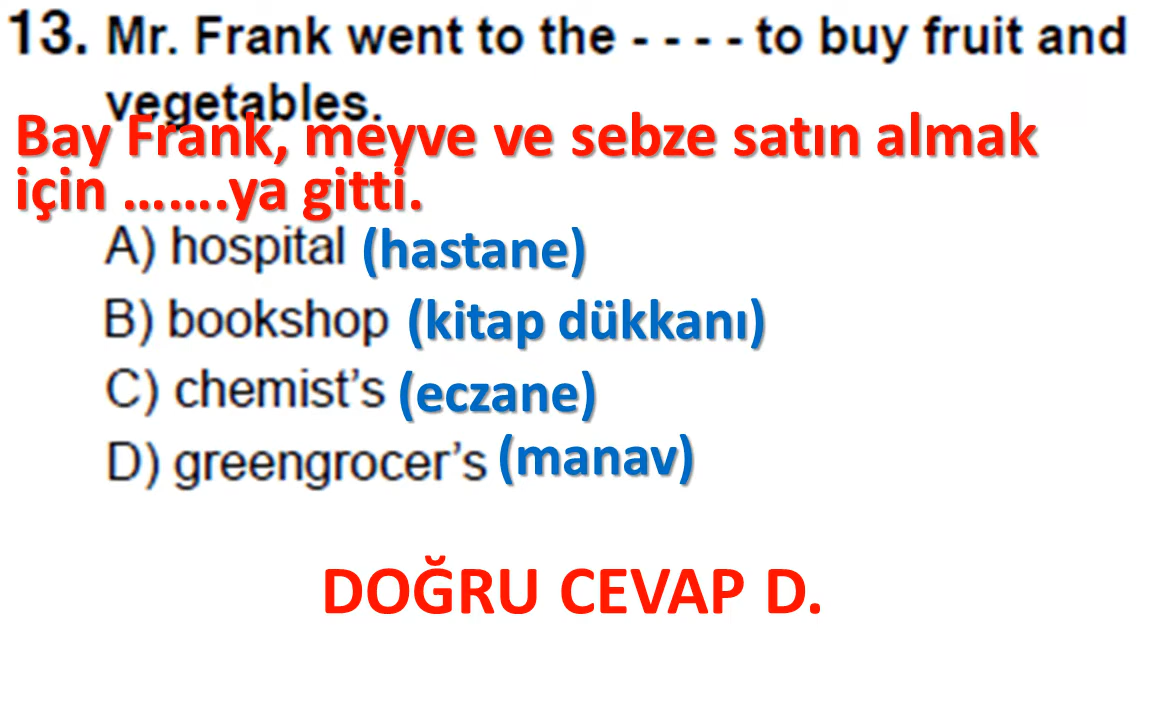 13. Mr. Frank went to the - - - - to buy fruit and
vegetables.
Bay Frank, meyve ve sebze satın almak
için …….ya gitti.
A) hospital (hastane)
B) bookshop (kitap dükkanı)
C) chemist’s (eczane)
D) greengrocer’s (manav)
DOĞRU CEVAP D.